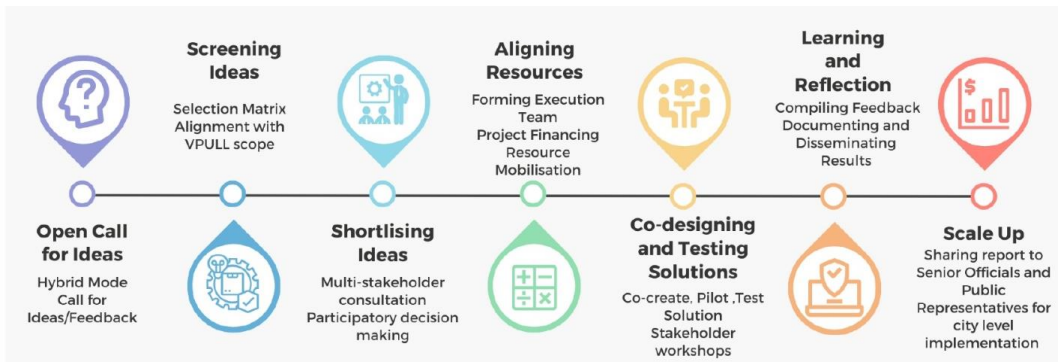 Open Call
for Ideas
Hybrid Mode
Call for
Ideas/Feedback
Screening
Ideas
Selection Matrix
Alignment with
VPULL scope
Shortlising
Ideas
Multi-stakeholder
consultation
Participatory decision
making
Aligning
Resources
Forming Execution
Team
Project Financing
Resource
Mobilisation
Co-designing
and Testing
Solutions
Co-create, Pilot ,Test
Solution
Stakeholder
workshops
Learning
and
Reflection
Compiling Feedback
Documenting and
Disseminating
Results
Scale Up
Sharing report to
Senior Officials and
Public
Representatives for
city level
implementation